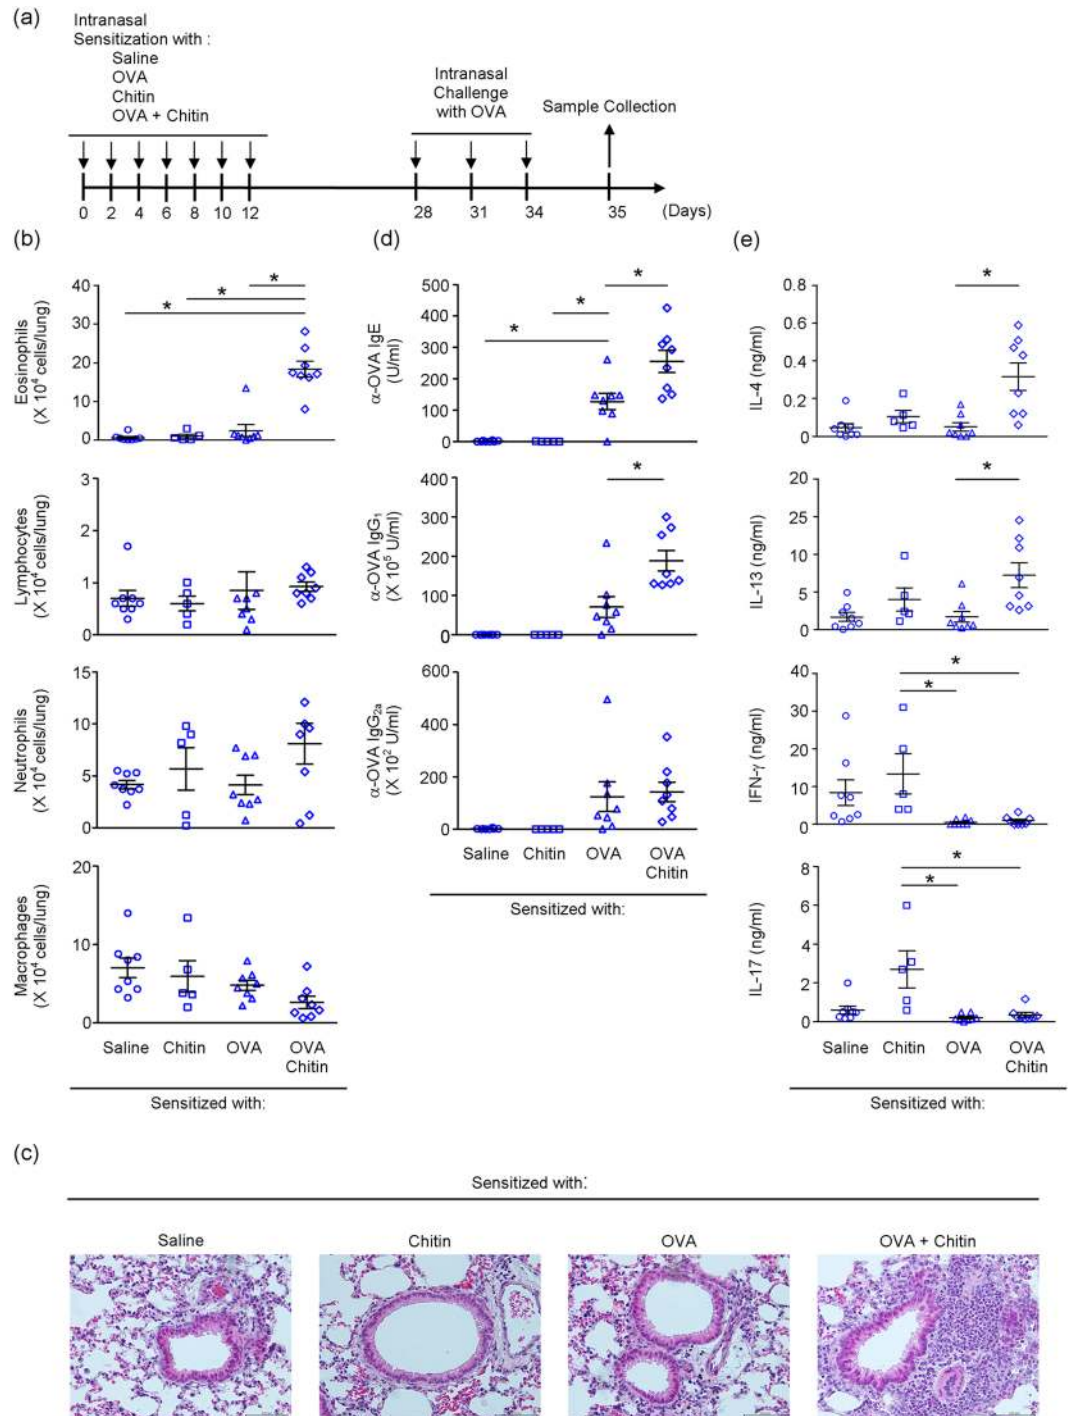 (a)
Intranasal
Sensitization with :
Saline
OVA
Chitin
OVA + Chitin
Intranasal
Challenge
with OVA
Sample Collection
0 2 4 6 8 10 12 28 31 34 35 (Days)
(b)
Eosinophils
(X 10⁴ cells/lung)
40
30
20
10
0
*
*
*
Lymphocytes
(X 10⁴ cells/lung)
3
2
1
0
Neutrophils
(X 10⁴ cells/lung)
15
10
5
0
Macrophages
(X 10⁴ cells/lung)
20
10
0
Saline Chitin OVA OVA
Chitin
Sensitized with:
(d)
α-OVA IgE
(U/ml)
500
400
300
200
100
0
*
*
*
α-OVA IgG₁
(X 10⁵ U/ml)
400
300
200
100
0
*
α-OVA IgG₂ₐ
(X 10² U/ml)
600
400
200
0
Saline Chitin OVA OVA
Chitin
Sensitized with:
(e)
IL-4 (ng/ml)
0.8
0.6
0.4
0.2
0
*
IL-13 (ng/ml)
20
25
10
5
0
*
IFN-γ (ng/ml)
40
30
20
10
0
*
*
IL-17 (ng/ml)
8
6
4
2
0
*
*
Saline Chitin OVA OVA
Chitin
Sensitized with:
(c)
Sensitized with:
Saline Chitin OVA OVA + Chitin